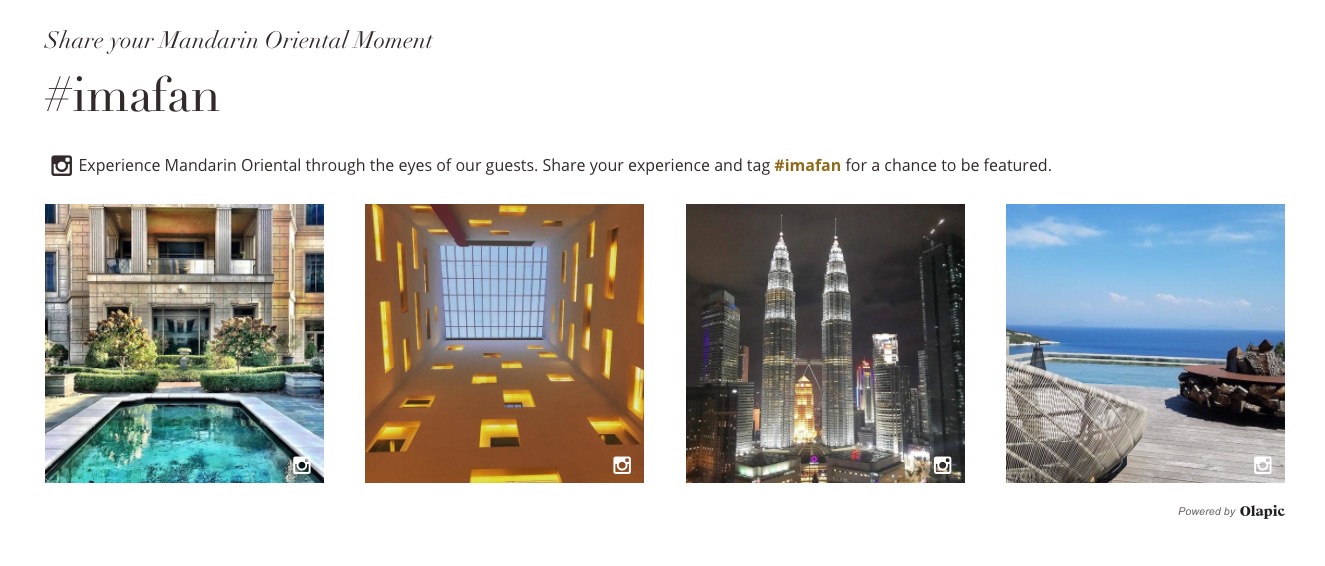 Share your Mandarin Oriental Moment
#imafan
Experience Mandarin Oriental through the eyes of our guests. Share your experience and tag #imafan for a chance to be featured.
Powered by Olapic